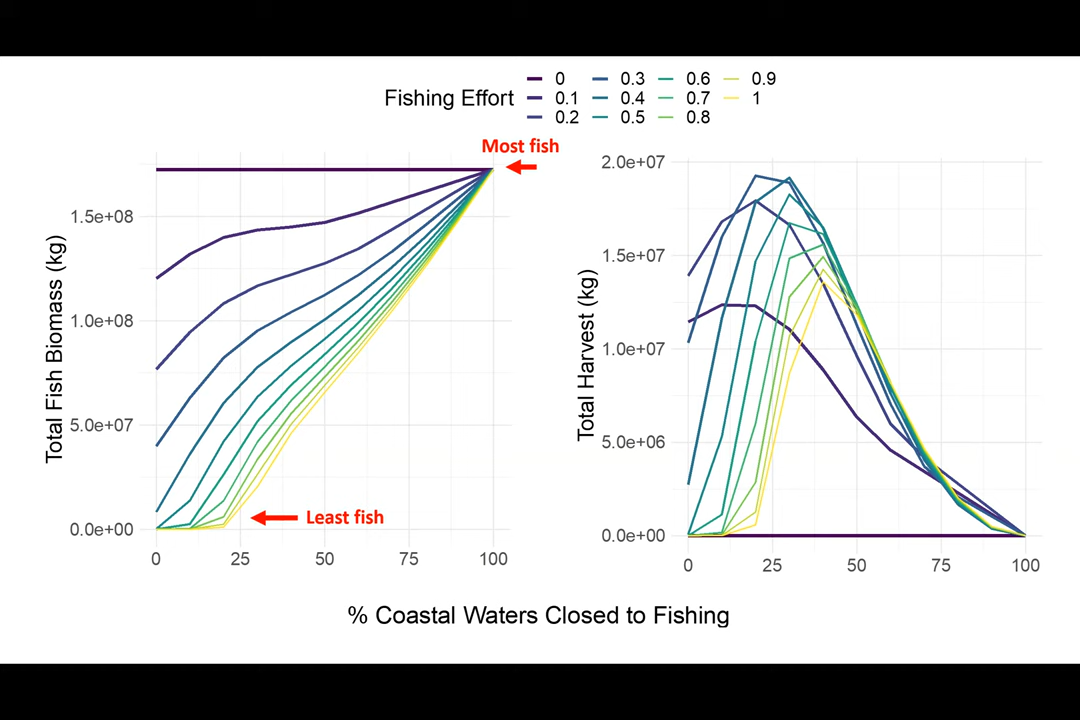 Fishing Effort
0 0.3 0.6 0.9
0.1 0.4 0.7 1
0.2 0.5 0.8
Most fish
Total Fish Biomass (kg)
1.5e+08
1.0e+08
5.0e+07
0.0e+00
Least fish
0 25 50 75 100
Total Harvest (kg)
2.0e+07
1.5e+07
1.0e+07
5.0e+06
0.0e+00
0 25 50 75 100
% Coastal Waters Closed to Fishing